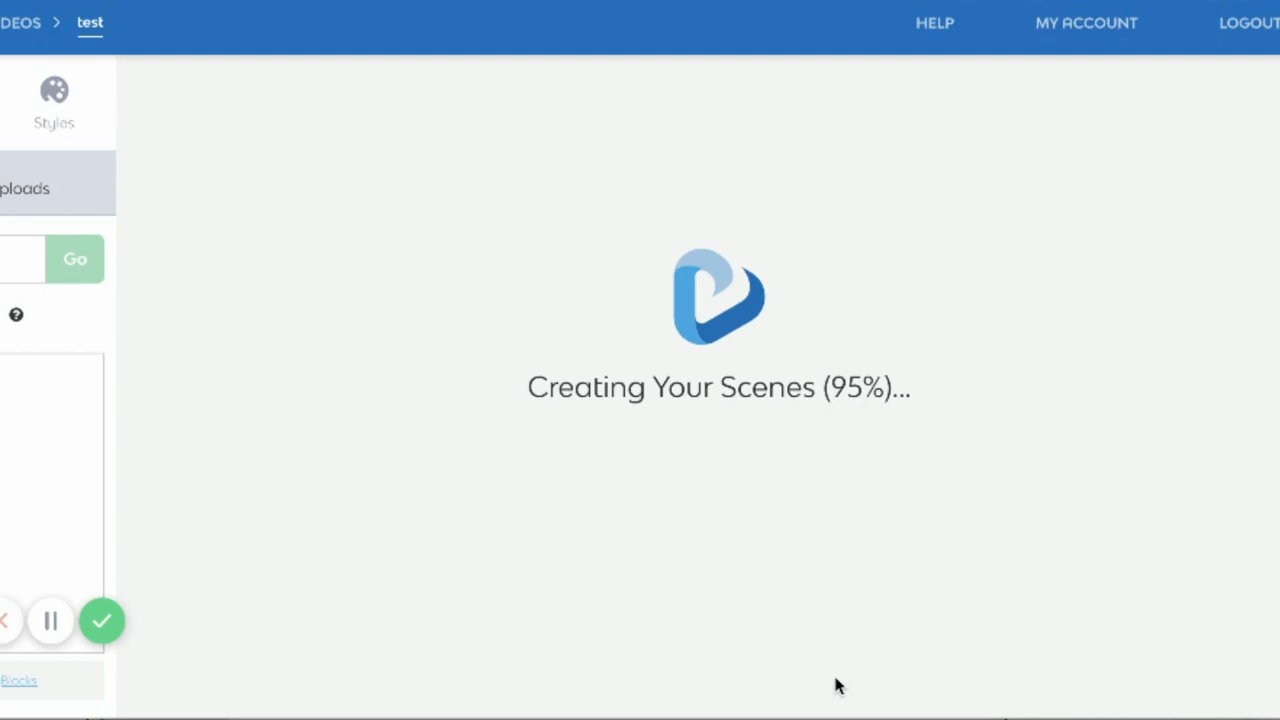 DEOS > test
HELP
MY ACCOUNT
LOGOUT
Styles
ploads
Go
Creating Your Scenes (95%)...
Blocks